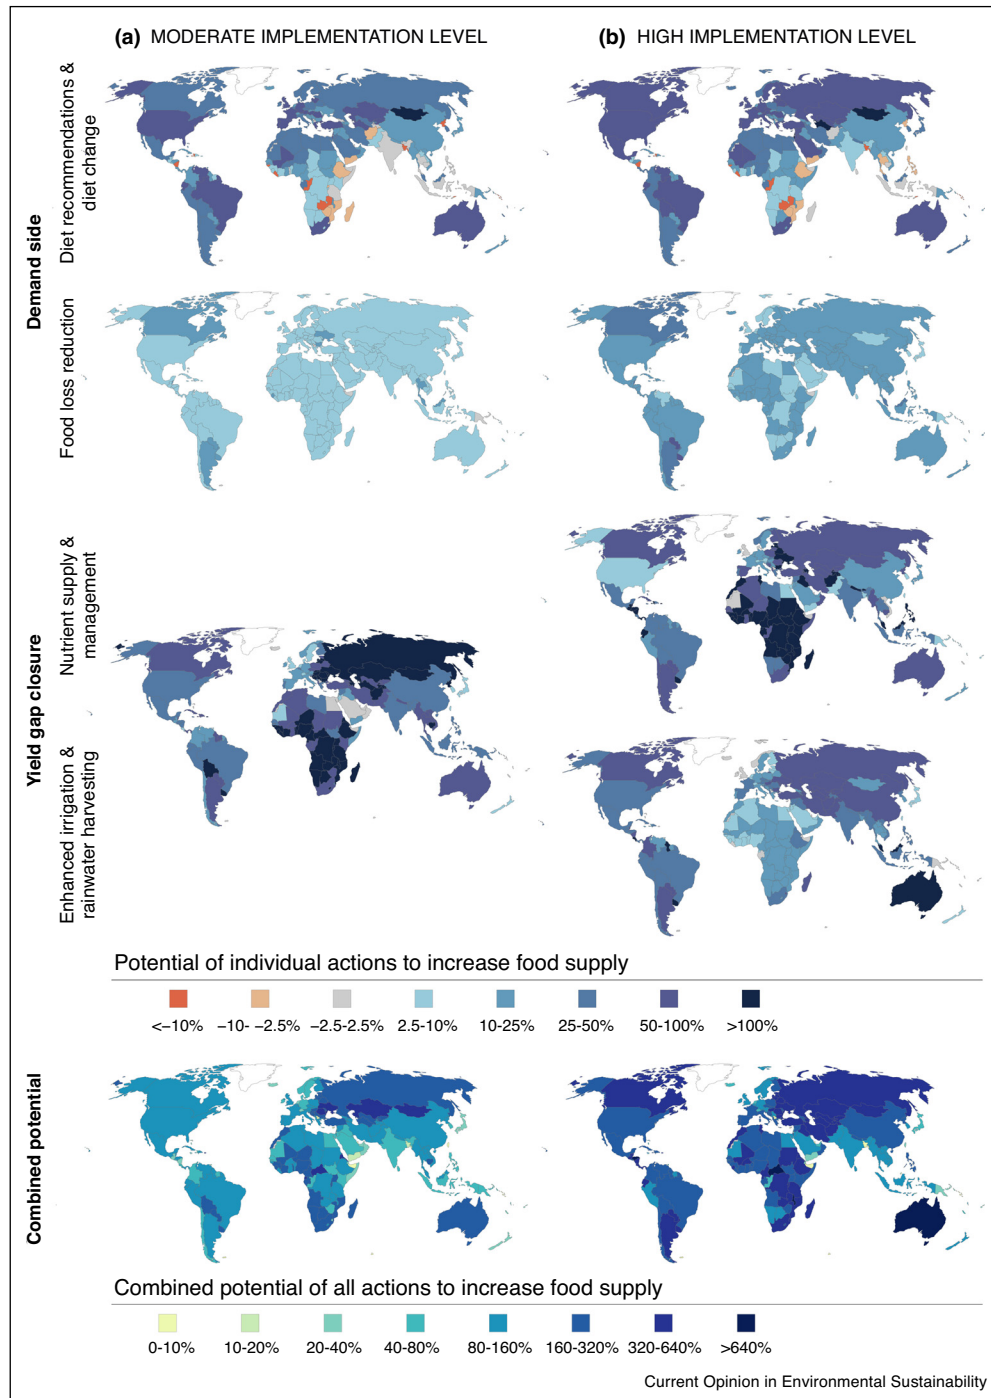 (a) MODERATE IMPLEMENTATION LEVEL
(b) HIGH IMPLEMENTATION LEVEL
Demand side
Diet recommendations &
diet change
Food loss reduction
Yield gap closure
Nutrient supply &
management
Enhanced irrigation &
rainwater harvesting
Potential of individual actions to increase food supply
<–10% –10- –2.5% –2.5-2.5% 2.5-10% 10-25% 25-50% 50-100% >100%
Combined potential
Combined potential of all actions to increase food supply
0-10% 10-20% 20-40% 40-80% 80-160% 160-320% 320-640% >640%
Current Opinion in Environmental Sustainability